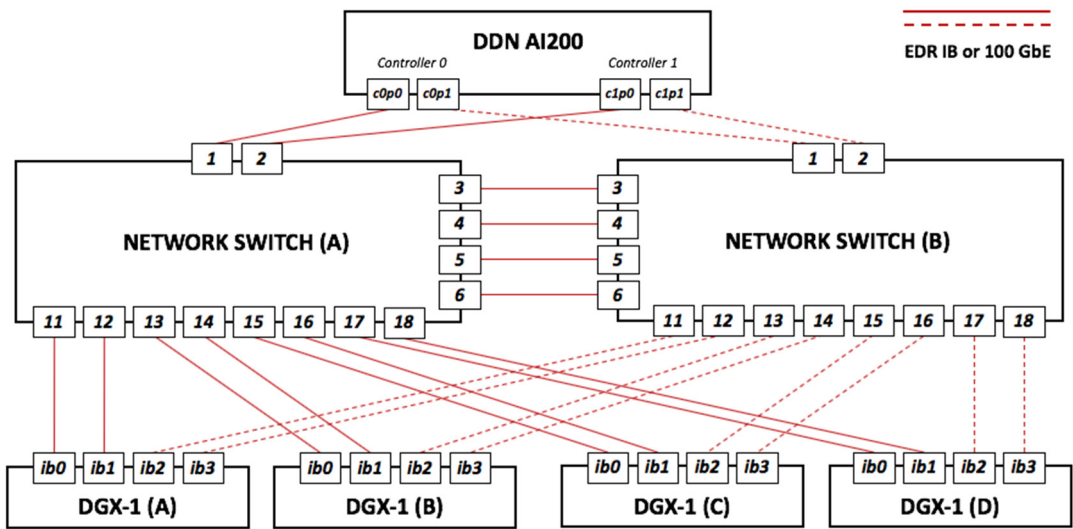 DDN AI200
EDR IB or 100 GbE
Controller 0 Controller 1
c0p0 c0p1 c1p0 c1p1
1 2 1 2
3 3
4 4
NETWORK SWITCH (A) NETWORK SWITCH (B)
5 5
6 6
11 12 13 14 15 16 17 18 11 12 13 14 15 16 17 18
ib0 ib1 ib2 ib3 ib0 ib1 ib2 ib3 ib0 ib1 ib2 ib3 ib0 ib1 ib2 ib3
DGX-1 (A) DGX-1 (B) DGX-1 (C) DGX-1 (D)